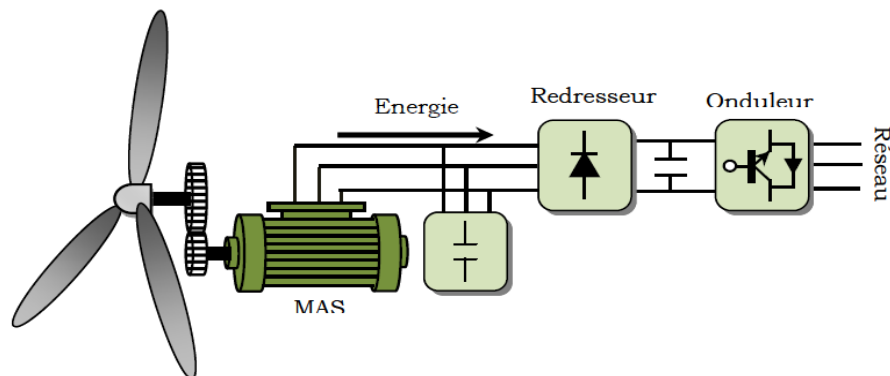 Energie
Redresseur
Onduleur
Réseau
MAS